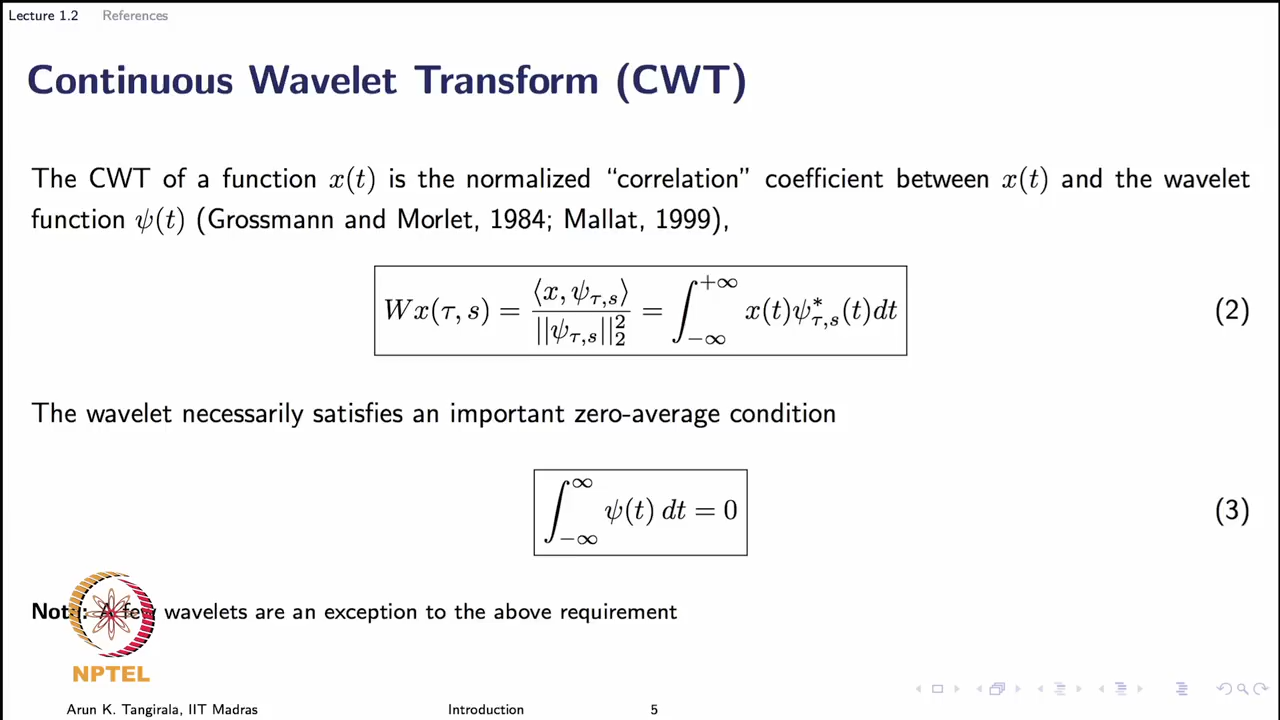 Lecture 1.2 References
Continuous Wavelet Transform (CWT)
The CWT of a function x(t) is the normalized “correlation” coefficient between x(t) and the wavelet
function ψ(t) (Grossmann and Morlet, 1984; Mallat, 1999),
Wx(τ, s) = ⟨x, ψ_{τ,s}⟩ / ||ψ_{τ,s}||_2^2 = ∫_{−∞}^{+∞} x(t)ψ*_{τ,s}(t)dt (2)
The wavelet necessarily satisfies an important zero-average condition
∫_{−∞}^{∞} ψ(t) dt = 0 (3)
Note: A few wavelets are an exception to the above requirement
NPTEL
Arun K. Tangirala, IIT Madras Introduction 5